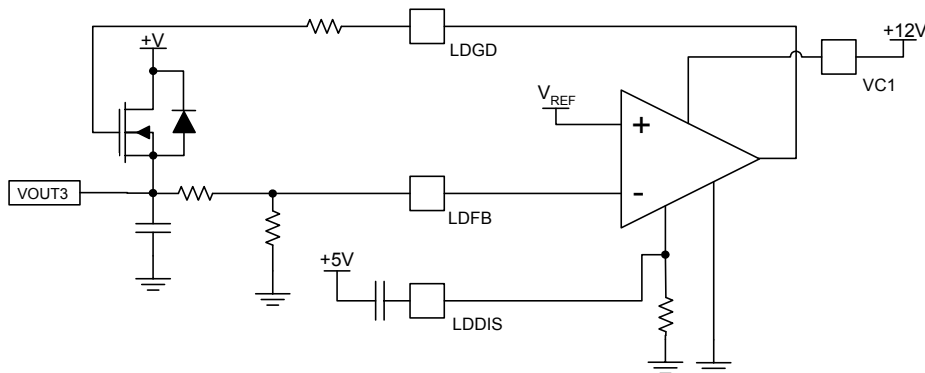 +V
LDGD
+12V
VC1
VREF
+
-
VOUT3
LDFB
+5V
LDDIS